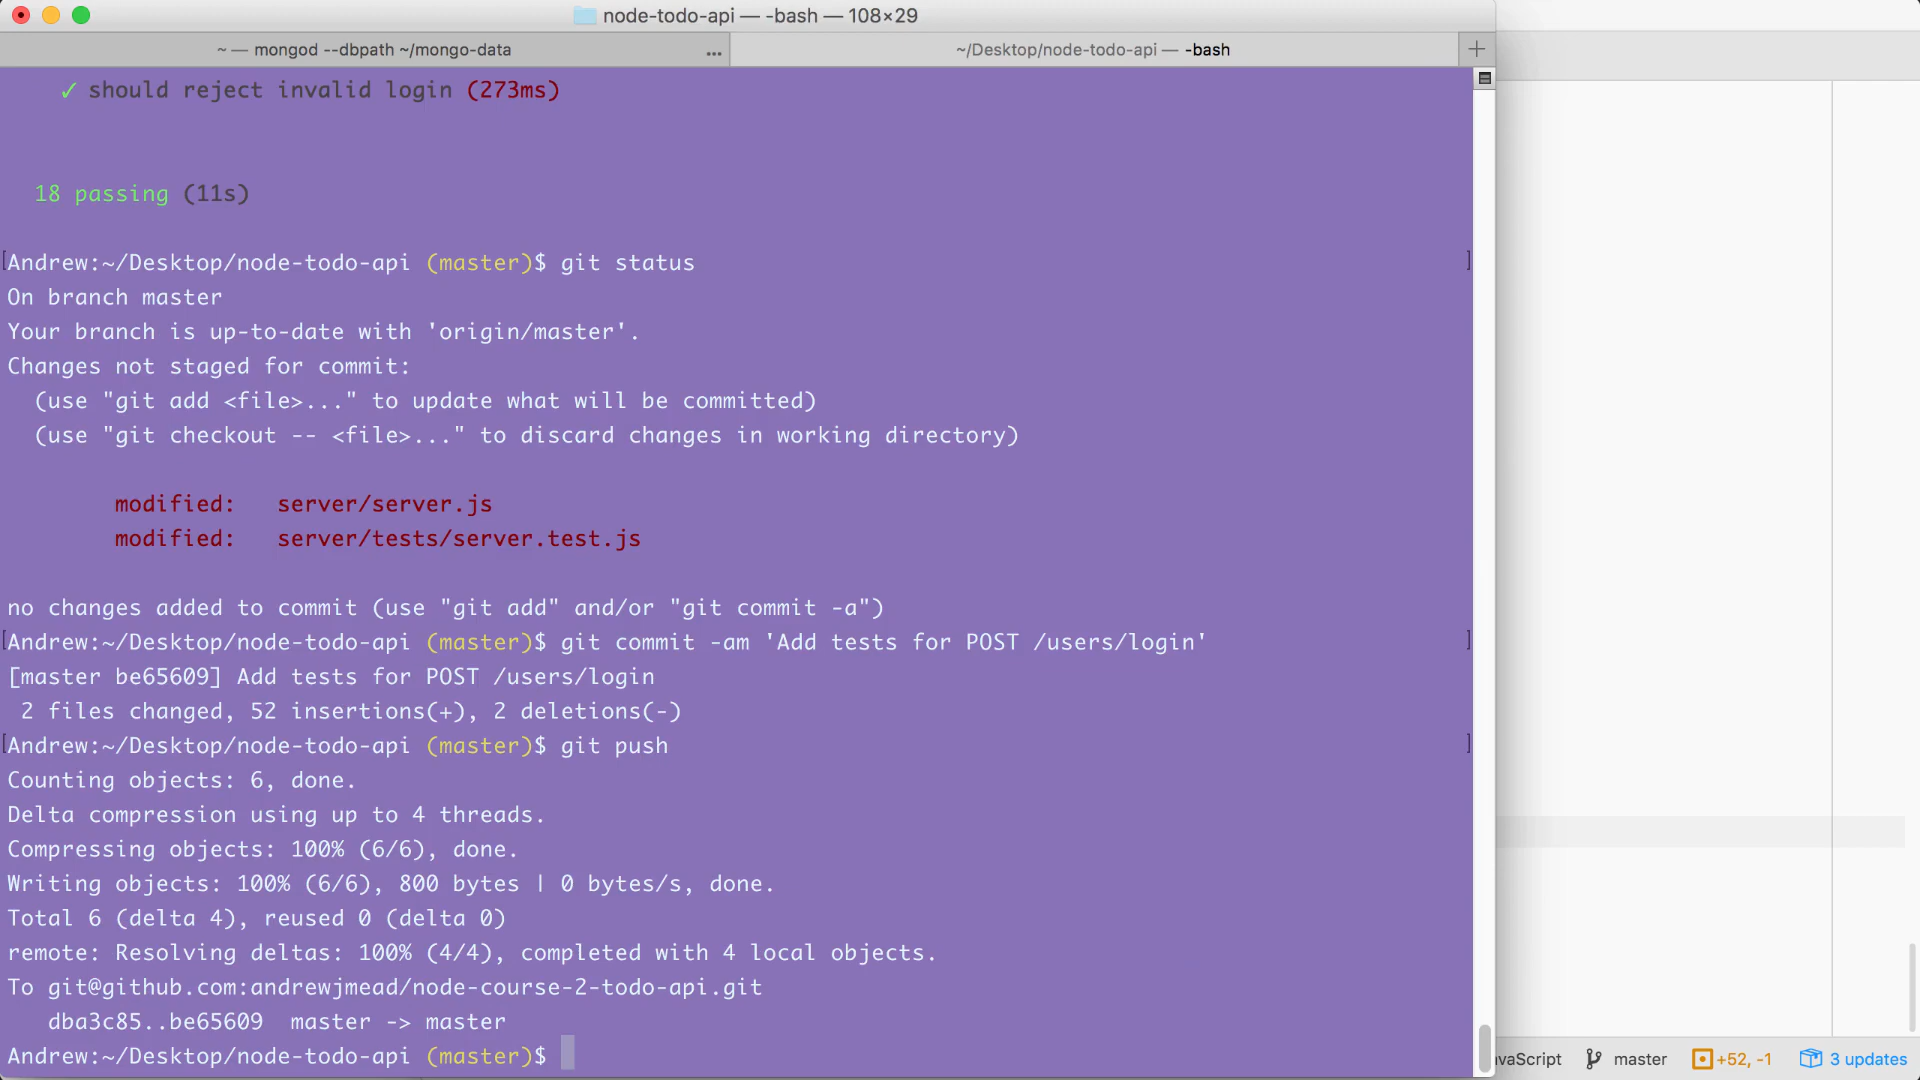 node-todo-api — -bash — 108×29
~ — mongod --dbpath ~/mongo-data ...
~/Desktop/node-todo-api — -bash
✓ should reject invalid login (273ms)
18 passing (11s)
[Andrew:~/Desktop/node-todo-api (master)$ git status ]
On branch master
Your branch is up-to-date with 'origin/master'.
Changes not staged for commit:
(use "git add <file>..." to update what will be committed)
(use "git checkout -- <file>..." to discard changes in working directory)
modified: server/server.js
modified: server/tests/server.test.js
no changes added to commit (use "git add" and/or "git commit -a")
[Andrew:~/Desktop/node-todo-api (master)$ git commit -am 'Add tests for POST /users/login' ]
[master be65609] Add tests for POST /users/login
2 files changed, 52 insertions(+), 2 deletions(-)
[Andrew:~/Desktop/node-todo-api (master)$ git push ]
Counting objects: 6, done.
Delta compression using up to 4 threads.
Compressing objects: 100% (6/6), done.
Writing objects: 100% (6/6), 800 bytes | 0 bytes/s, done.
Total 6 (delta 4), reused 0 (delta 0)
remote: Resolving deltas: 100% (4/4), completed with 4 local objects.
To git@github.com:andrewjmead/node-course-2-todo-api.git
dba3c85..be65609 master -> master
Andrew:~/Desktop/node-todo-api (master)$
vaScript master +52, -1 3 updates